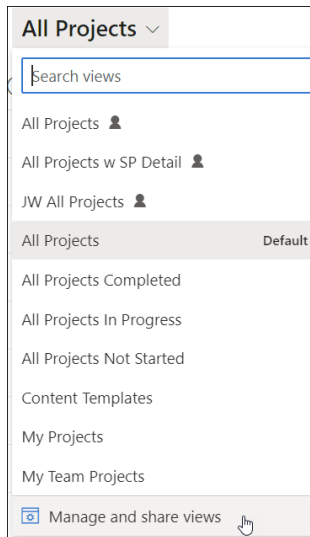 All Projects
Search views
All Projects
All Projects w SP Detail
JW All Projects
All Projects Default
All Projects Completed
All Projects In Progress
All Projects Not Started
Content Templates
My Projects
My Team Projects
Manage and share views